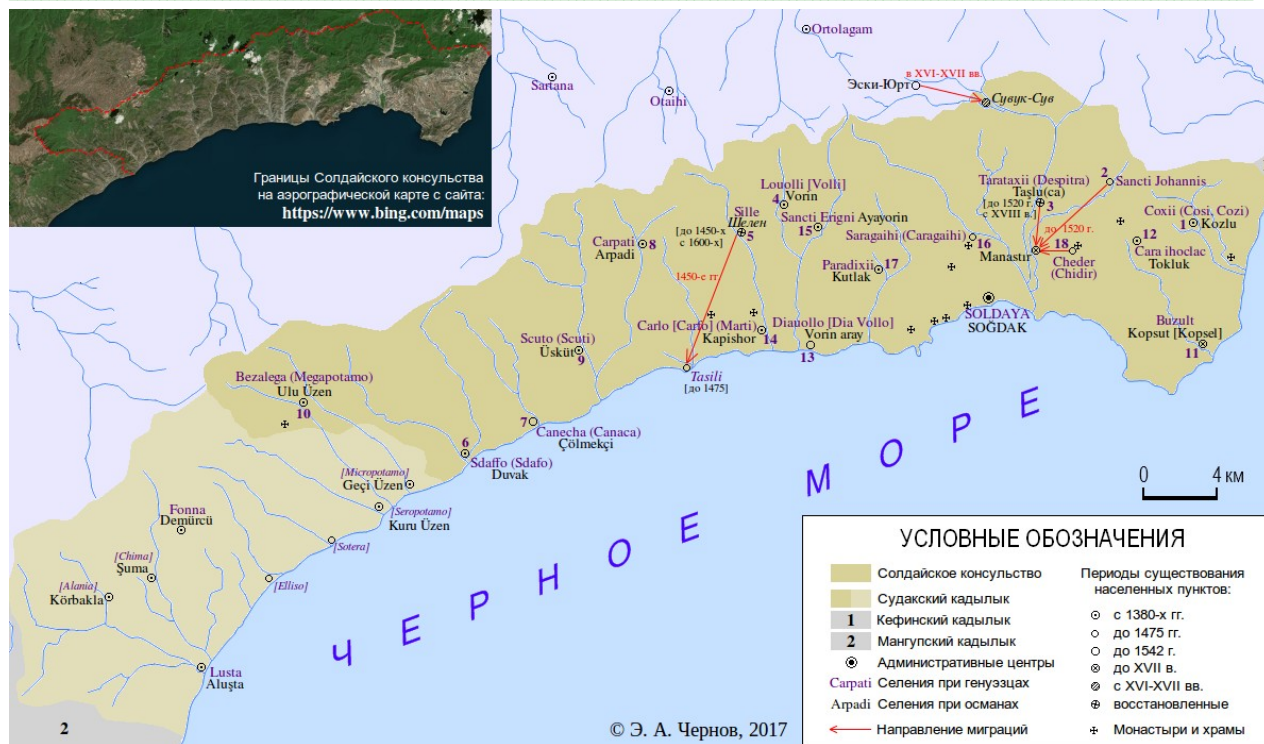 Границы Солдайского консульства
на аэрографической карте с сайта:
https://www.bing.com/maps
Ortolagam
Sartana
Otaihi
в XVI-XVII вв.
Эски-Юрт
Сувук-Сув
Louolli [Volli]
Vorin
4
Sille
Шелен
5
[до 1450-х
с 1600-х]
Sancti Erigni Ayayorin
15
Taratax​ii (Despitra)
Taşlu(ca)
[до 1520 г.
с XVIII в.]
3
2
Sancti Johannis
Coxii (Cosi, Cozi)
1 Kozlu
до 1520 г.
12
Cara ihoclac
Tokluk
Carpati
Arpadi
8
Saragaihi (Caragaihi)
16
Manastır
18
Cheder
(Chidir)
Paradixii
Kutlak
17
1450-е гг.
SOLDAYA
SOĞDAK
Carlo [Carfo] (Marti)
Kapishor
14
Diauollo [Dia Vollo]
Vorin aray
13
Buzult
Kopsut [Kopsel]
11
Scuto (Scuti)
Üsküt
9
Tasili
[до 1475]
Bezalega (Megapotamo)
Ulu Üzen
10
7
Canecha (Canaca)
Çölmekçi
6
Sdaffo (Sdafo)
Duvak
[Micropotamo]
Geçi Üzen
[Seropotamo]
Kuru Üzen
Fonna
Demürcü
[Sotera]
[Chima]
Şuma
[Elliso]
[Alania]
Körbakla
Lusta
Aluşta
2
ЧЕРНОЕ МОРЕ
0 4 км
© Э. А. Чернов, 2017
УСЛОВНЫЕ ОБОЗНАЧЕНИЯ
Солдайское консульство
Судакский кадылык
1 Кефинский кадылык
2 Мангупский кадылык
Административные центры
Carpati Селения при генуэзцах
Arpadi Селения при османах
Направление миграций
Периоды существования
населенных пунктов:
с 1380-х гг.
до 1475 гг.
до 1542 г.
до XVII в.
с XVI-XVII вв.
восстановленные
Монастыри и храмы